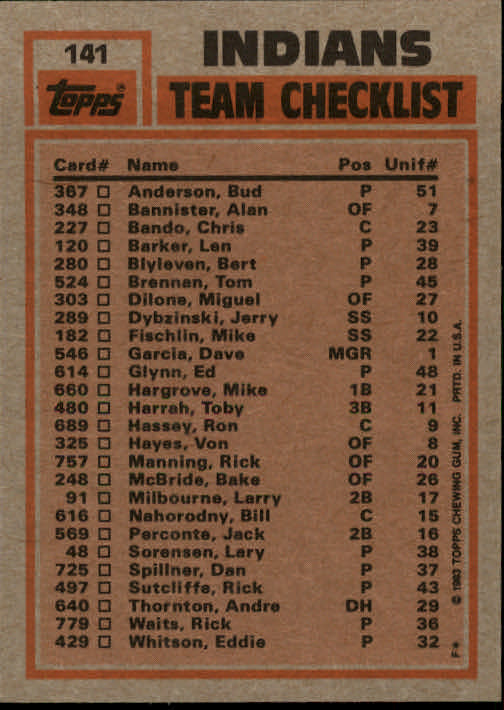 141
INDIANS
topps®
TEAM CHECKLIST
Card# Name Pos Unif#
367 Anderson, Bud P 51
348 Bannister, Alan OF 7
227 Bando, Chris C 23
120 Barker, Len P 39
280 Blyleven, Bert P 28
524 Brennan, Tom P 45
303 Dilone, Miguel OF 27
289 Dybzinski, Jerry SS 10
182 Fischlin, Mike SS 22
546 Garcia, Dave MGR 1
614 Glynn, Ed P 48
660 Hargrove, Mike 1B 21
480 Harrah, Toby 3B 11
689 Hassey, Ron C 9
325 Hayes, Von OF 8
757 Manning, Rick OF 20
248 McBride, Bake OF 26
91 Milbourne, Larry 2B 17
616 Nahorodny, Bill C 15
569 Perconte, Jack 2B 16
48 Sorensen, Lary P 38
725 Spillner, Dan P 37
497 Sutcliffe, Rick P 43
640 Thornton, Andre DH 29
779 Waits, Rick P 36
429 Whitson, Eddie P 32
F* © 1983 TOPPS CHEWING GUM, INC. PRTD. IN U.S.A.